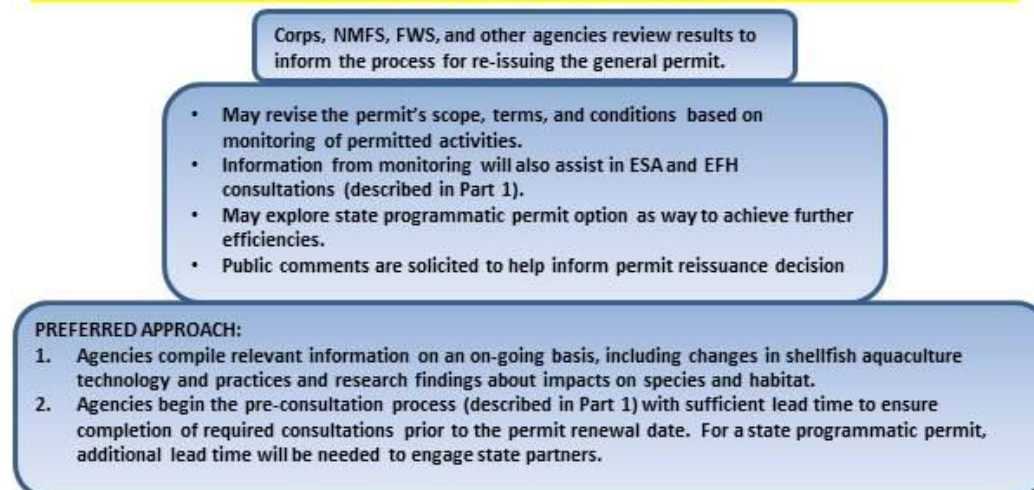 Corps, NMFS, FWS, and other agencies review results to
inform the process for re-issuing the general permit.
• May revise the permit's scope, terms, and conditions based on
monitoring of permitted activities.
• Information from monitoring will also assist in ESA and EFH
consultations (described in Part 1).
• May explore state programmatic permit option as way to achieve further
efficiencies.
• Public comments are solicited to help inform permit reissuance decision
PREFERRED APPROACH:
1. Agencies compile relevant information on an on-going basis, including changes in shellfish aquaculture
technology and practices and research findings about impacts on species and habitat.
2. Agencies begin the pre-consultation process (described in Part 1) with sufficient lead time to ensure
completion of required consultations prior to the permit renewal date. For a state programmatic permit,
additional lead time will be needed to engage state partners.